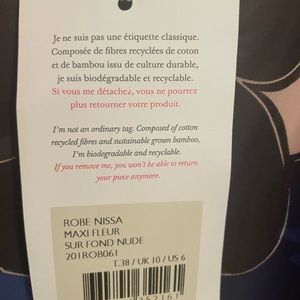 Je ne suis pas une étiquette classique.
Composée de fibres recyclées de coton
et de bambou issu de culture durable,
je suis biodégradable et recyclable.
Si vous me détachez, vous ne pourrez
plus retourner votre produit.
I'm not an ordinary tag. Composed of cotton
recycled fibres and sustainable grown bamboo,
I'm biodegradable and recyclable.
If you remove me, you won't be able to return
your piece anymore.
ROBE NISSA
MAXI FLEUR
SUR FOND NUDE
201ROB061
T.38 / UK 10 / US 6